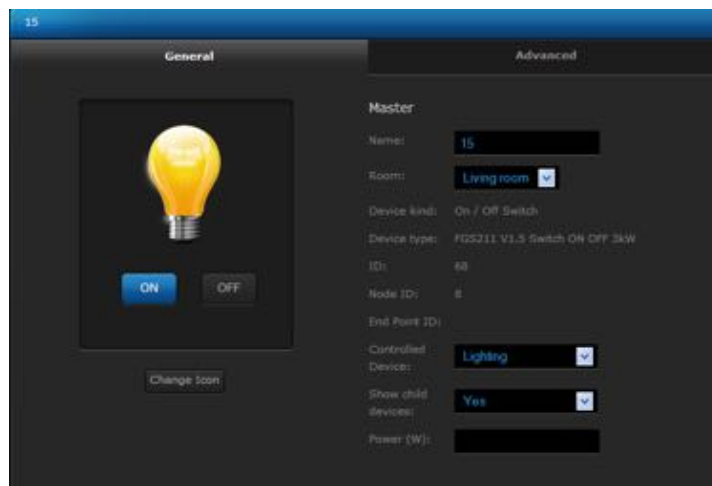 15
General
Advanced
Master
Name: 15
Room: Living room
Device kind: On / Off Switch
Device type: FGS211 V1.5 Switch ON OFF 3kW
ID: 68
Node ID: 8
End Point ID:
Controlled
Device: Lighting
Show child
devices: Yes
Power (W):
ON OFF
Change Icon